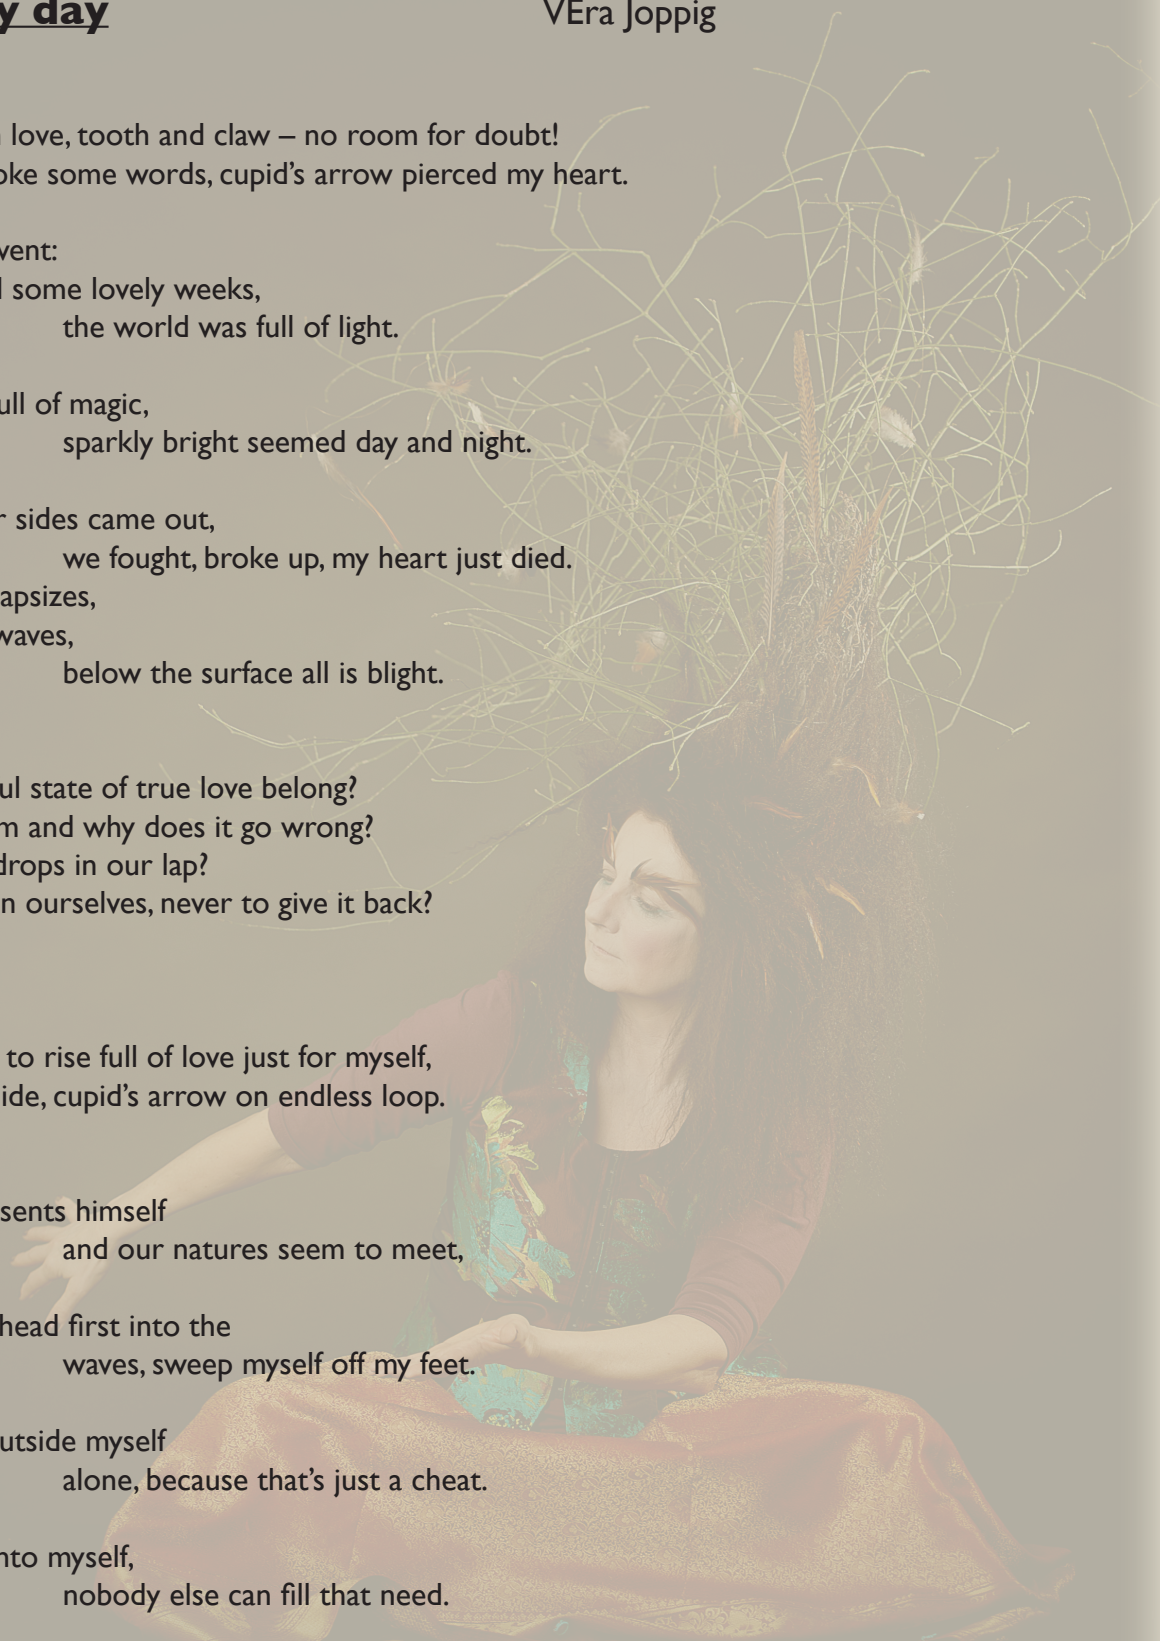 y day
VEra Joppig
love, tooth and claw – no room for doubt!
oke some words, cupid's arrow pierced my heart.
vent:
some lovely weeks,
the world was full of light.
ull of magic,
sparkly bright seemed day and night.
r sides came out,
we fought, broke up, my heart just died.
apsizes,
waves,
below the surface all is blight.
ul state of true love belong?
m and why does it go wrong?
drops in our lap?
n ourselves, never to give it back?
to rise full of love just for myself,
ide, cupid's arrow on endless loop.
sents himself
and our natures seem to meet,
head first into the
waves, sweep myself off my feet.
utside myself
alone, because that's just a cheat.
nto myself,
nobody else can fill that need.